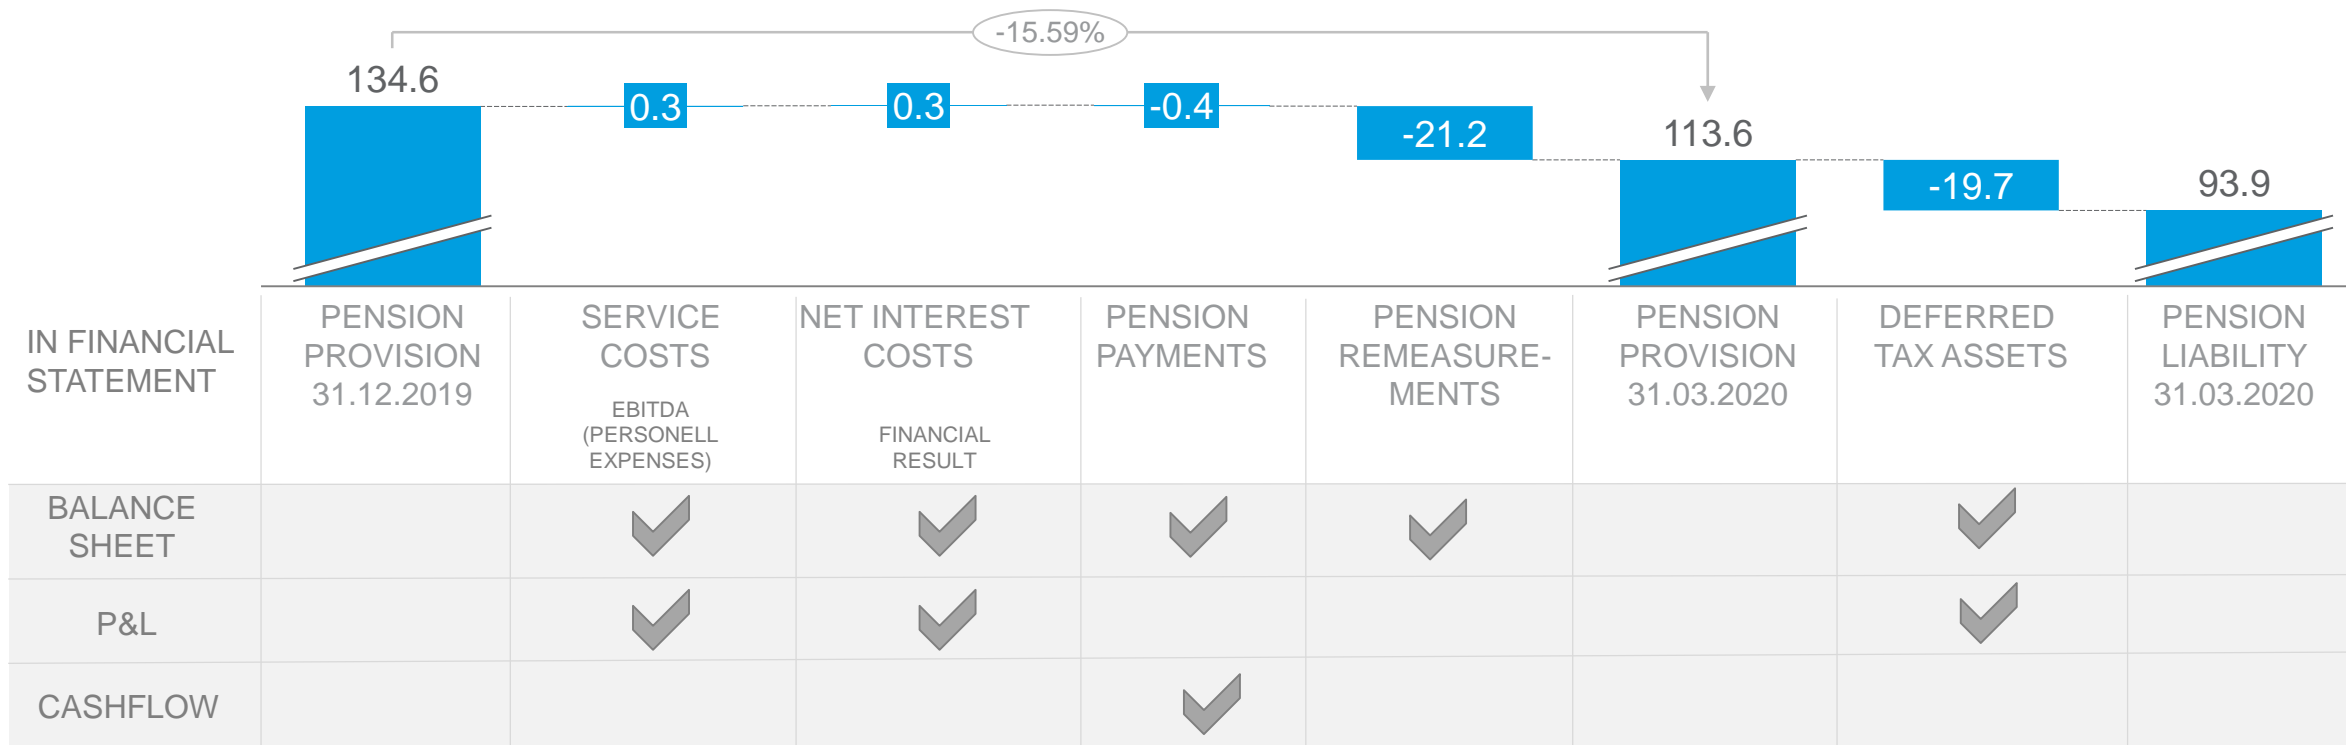 -15.59%
134.6
0.3
0.3
-0.4
-21.2
113.6
-19.7
93.9
IN FINANCIAL
STATEMENT
PENSION
PROVISION
31.12.2019
SERVICE
COSTS
EBITDA
(PERSONELL
EXPENSES)
NET INTEREST
COSTS
FINANCIAL
RESULT
PENSION
PAYMENTS
PENSION
REMEASURE-
MENTS
PENSION
PROVISION
31.03.2020
DEFERRED
TAX ASSETS
PENSION
LIABILITY
31.03.2020
BALANCE
SHEET
P&L
CASHFLOW